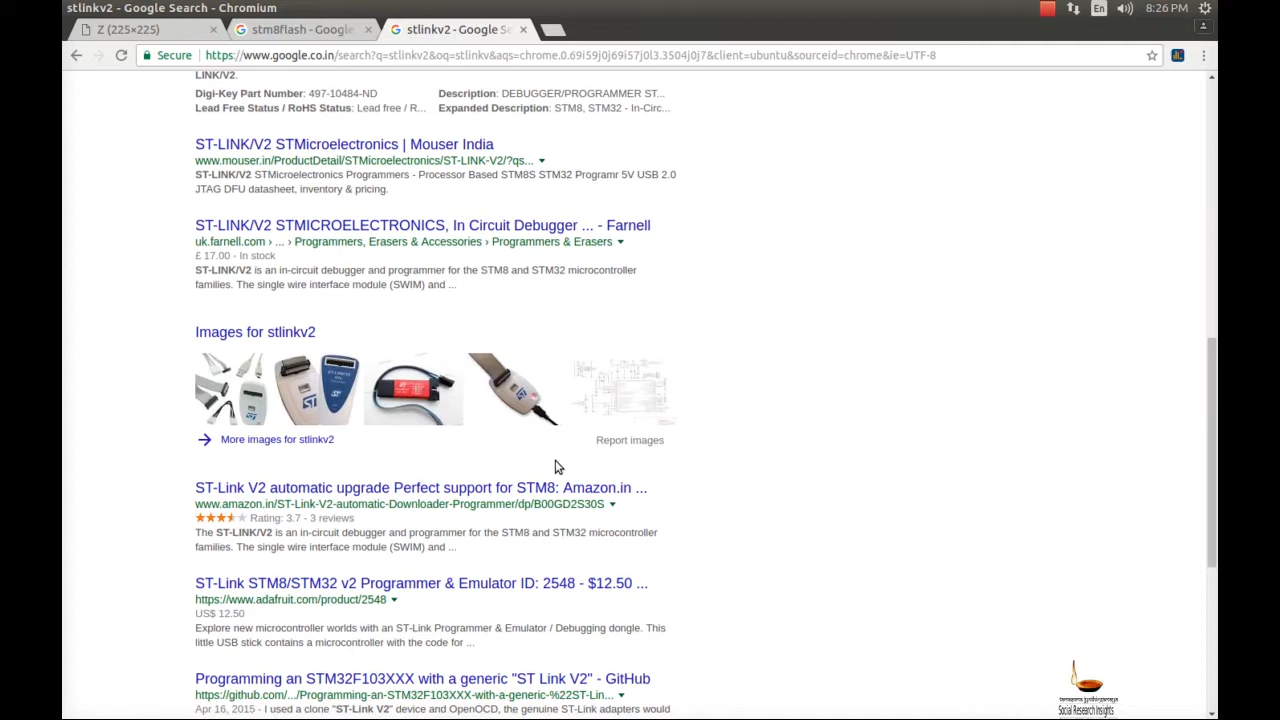 stlinkv2 - Google Search - Chromium
En 8:26 PM
Z (225×225)
stm8flash - Google
stlinkv2 - Google Se
Secure https://www.google.co.in/search?q=stlinkv2&oq=stlinkv&aqs=chrome.0.69i59j0j69i57j0l3.3504j0j7&client=ubuntu&sourceid=chrome&ie=UTF-8
LINK/V2.
Digi-Key Part Number: 497-10484-ND Description: DEBUGGER/PROGRAMMER ST...
Lead Free Status / RoHS Status: Lead free / R... Expanded Description: STM8, STM32 - In-Circ...
ST-LINK/V2 STMicroelectronics | Mouser India
www.mouser.in/ProductDetail/STMicroelectronics/ST-LINK-V2/?qs...
ST-LINK/V2 STMicroelectronics Programmers - Processor Based STM8S STM32 Programr 5V USB 2.0
JTAG DFU datasheet, inventory & pricing.
ST-LINK/V2 STMICROELECTRONICS, In Circuit Debugger ... - Farnell
uk.farnell.com › ... › Programmers, Erasers & Accessories › Programmers & Erasers
£ 17.00 - In stock
ST-LINK/V2 is an in-circuit debugger and programmer for the STM8 and STM32 microcontroller
families. The single wire interface module (SWIM) and ...
Images for stlinkv2
More images for stlinkv2
Report images
ST-Link V2 automatic upgrade Perfect support for STM8: Amazon.in ...
www.amazon.in/ST-Link-V2-automatic-Downloader-Programmer/dp/B00GD2S30S
Rating: 3.7 - 3 reviews
The ST-LINK/V2 is an in-circuit debugger and programmer for the STM8 and STM32 microcontroller
families. The single wire interface module (SWIM) and ...
ST-Link STM8/STM32 v2 Programmer & Emulator ID: 2548 - $12.50 ...
https://www.adafruit.com/product/2548
US$ 12.50
Explore new microcontroller worlds with an ST-Link Programmer & Emulator / Debugging dongle. This
little USB stick contains a microcontroller with the code for ...
Programming an STM32F103XXX with a generic "ST Link V2" - GitHub
https://github.com/.../Programming-an-STM32F103XXX-with-a-generic-%22ST-Lin...
Apr 16, 2015 - I used a clone "ST-Link V2" device and OpenOCD, the genuine ST-Link adapters would
Social Research Insights